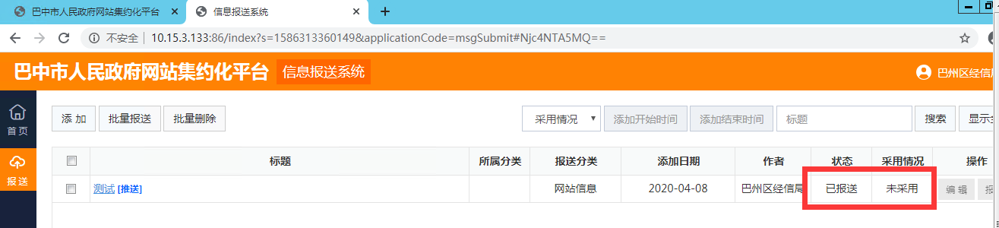 巴中市人民政府网站集约化平台 信息报送系统
不安全 10.15.3.133:86/index?s=1586313360149&applicationCode=msgSubmit#Njc4NTA5MQ==
巴中市人民政府网站集约化平台 信息报送系统 巴州区经信局
首页
报送
添加 批量报送 批量删除 采用情况 添加开始时间 添加结束时间 标题 搜索 显示全
标题 所属分类 报送分类 添加日期 作者 状态 采用情况 操作
测试 [推送] 网站信息 2020-04-08 巴州区经信局 已报送 未采用 编辑 报